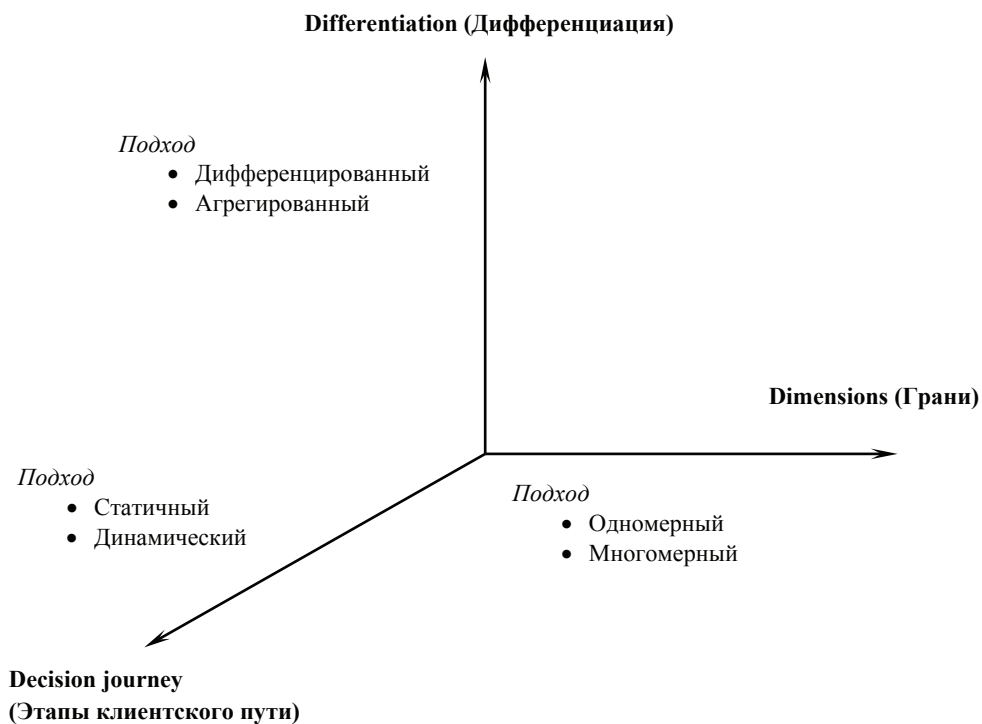 Differentiation (Дифференциация)
Подход
• Дифференцированный
• Агрегированный
Dimensions (Грани)
Подход
• Статичный
• Динамический
Подход
• Одномерный
• Многомерный
Decision journey
(Этапы клиентского пути)